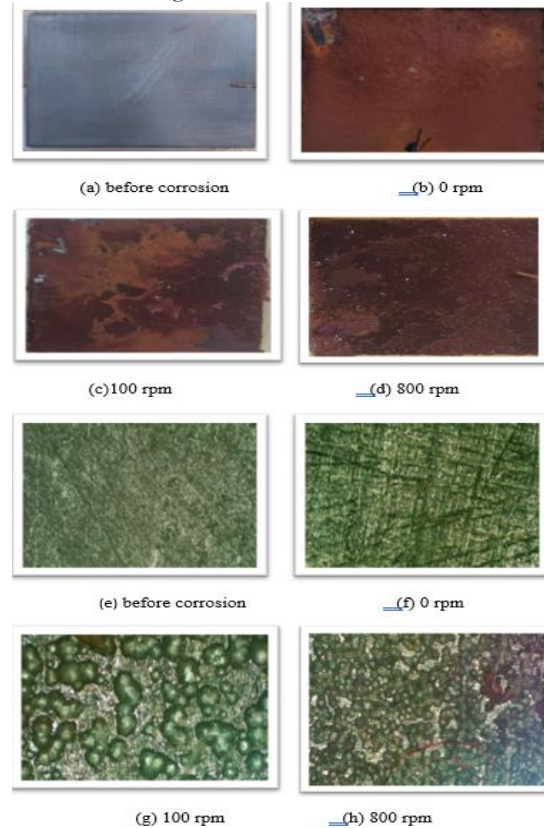 (a) before corrosion
(b) 0 rpm
(c)100 rpm
(d) 800 rpm
(e) before corrosion
(f) 0 rpm
(g) 100 rpm
(h) 800 rpm